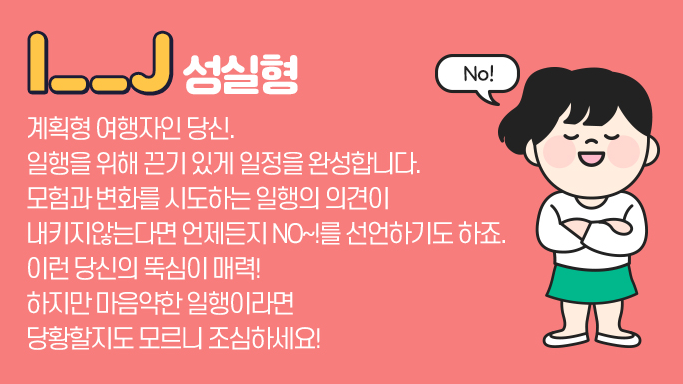 I__J 성실형
No!
계획형 여행자인 당신.
일행을 위해 끈기 있게 일정을 완성합니다.
모험과 변화를 시도하는 일행의 의견이
내키지않는다면 언제든지 NO~!를 선언하기도 하죠.
이런 당신의 뚝심이 매력!
하지만 마음약한 일행이라면
당황할지도 모르니 조심하세요!